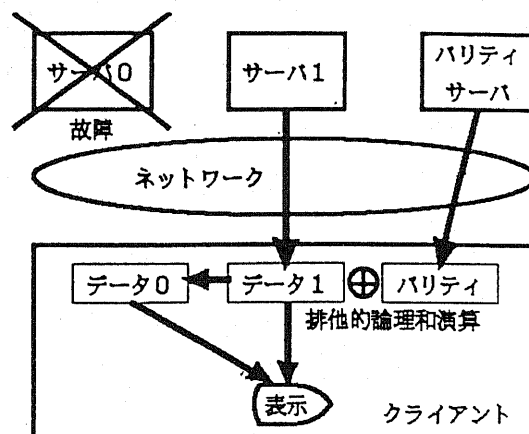 サーバ0
サーバ1
パリティ
サーバ
故障
ネットワーク
データ0
データ1
パリティ
排他的論理和演算
表示
クライアント